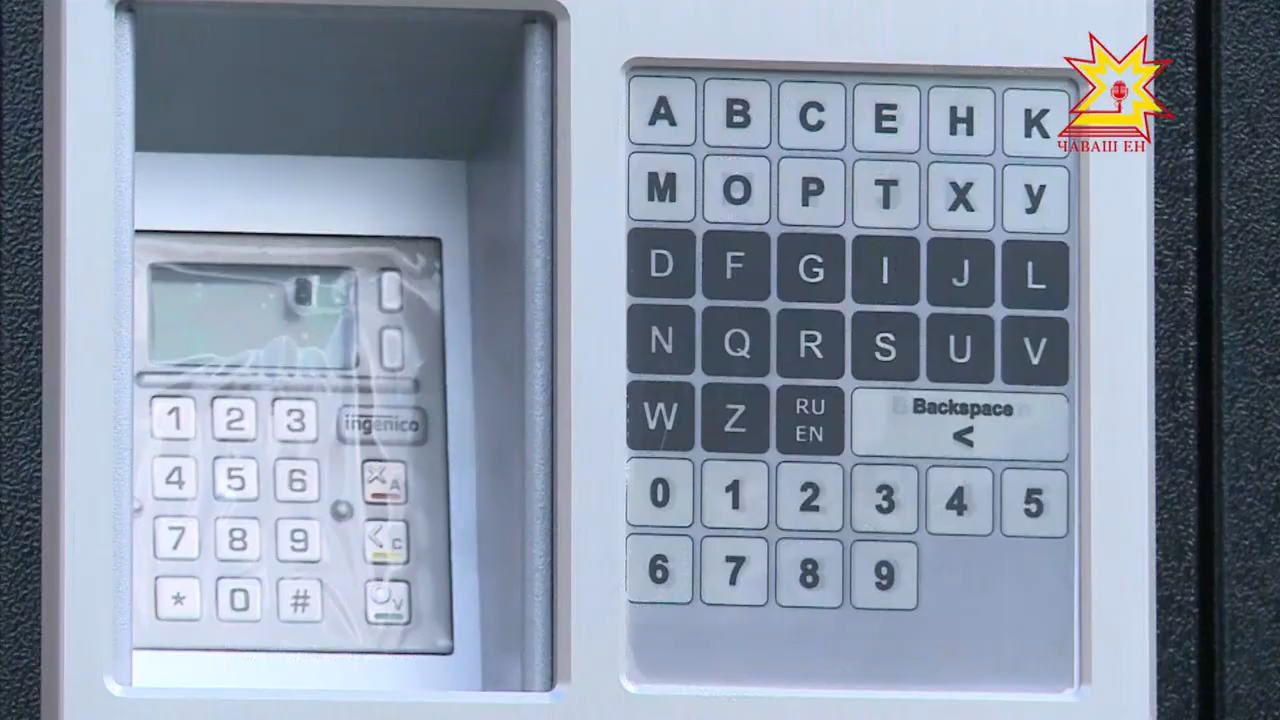 1 2 3 ingenico
4 5 6 A
7 8 9 < C
* 0 # O V
A B C E H K
M O P T X У
D F G I J L
N Q R S U V
W Z RU EN
Backspace
<
0 1 2 3 4 5
6 7 8 9
ЧАВАШ ЕН